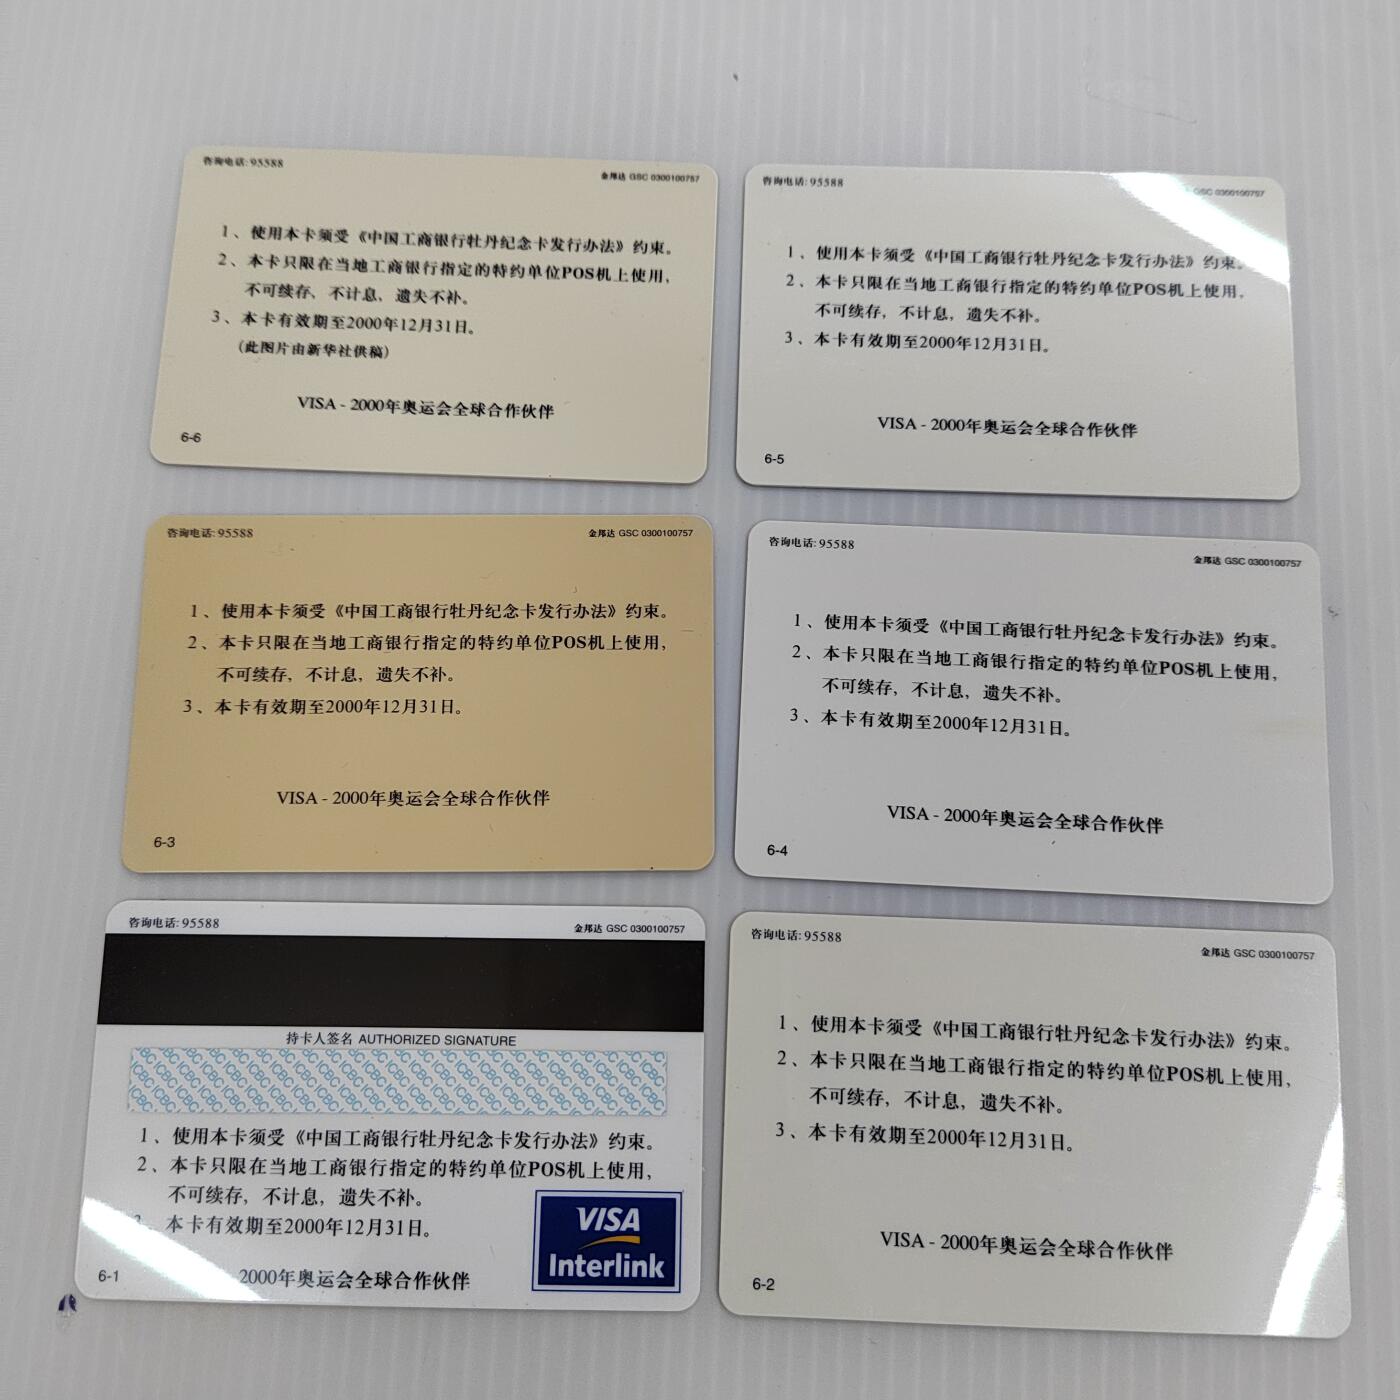 咨询电话: 95588
金邦达 GSC 0300100757
1、使用本卡须受《中国工商银行牡丹纪念卡发行办法》约束。
2、本卡只限在当地工商银行指定的特约单位POS机上使用，
不可续存，不计息，遗失不补。
3、本卡有效期至2000年12月31日。
（此图片由新华社供稿）
VISA - 2000年奥运会全球合作伙伴
6-6
咨询电话: 95588
GSC 0300100757
1、使用本卡须受《中国工商银行牡丹纪念卡发行办法》约束。
2、本卡只限在当地工商银行指定的特约单位POS机上使用，
不可续存，不计息，遗失不补。
3、本卡有效期至2000年12月31日。
VISA - 2000年奥运会全球合作伙伴
6-5
咨询电话: 95588
金邦达 GSC 0300100757
1、使用本卡须受《中国工商银行牡丹纪念卡发行办法》约束。
2、本卡只限在当地工商银行指定的特约单位POS机上使用，
不可续存，不计息，遗失不补。
3、本卡有效期至2000年12月31日。
VISA - 2000年奥运会全球合作伙伴
6-3
咨询电话: 95588
金邦达 GSC 0300100757
1、使用本卡须受《中国工商银行牡丹纪念卡发行办法》约束。
2、本卡只限在当地工商银行指定的特约单位POS机上使用，
不可续存，不计息，遗失不补。
3、本卡有效期至2000年12月31日。
VISA - 2000年奥运会全球合作伙伴
6-4
咨询电话: 95588
金邦达 GSC 0300100757
持卡人签名 AUTHORIZED SIGNATURE
ICBC ICBC ICBC ICBC ICBC ICBC
1、使用本卡须受《中国工商银行牡丹纪念卡发行办法》约束。
2、本卡只限在当地工商银行指定的特约单位POS机上使用，
不可续存，不计息，遗失不补。
本卡有效期至2000年12月31日。
VISA
Interlink
- 2000年奥运会全球合作伙伴
6-1
咨询电话: 95588
金邦达 GSC 0300100757
1、使用本卡须受《中国工商银行牡丹纪念卡发行办法》约束。
2、本卡只限在当地工商银行指定的特约单位POS机上使用，
不可续存，不计息，遗失不补。
3、本卡有效期至2000年12月31日。
VISA - 2000年奥运会全球合作伙伴
6-2